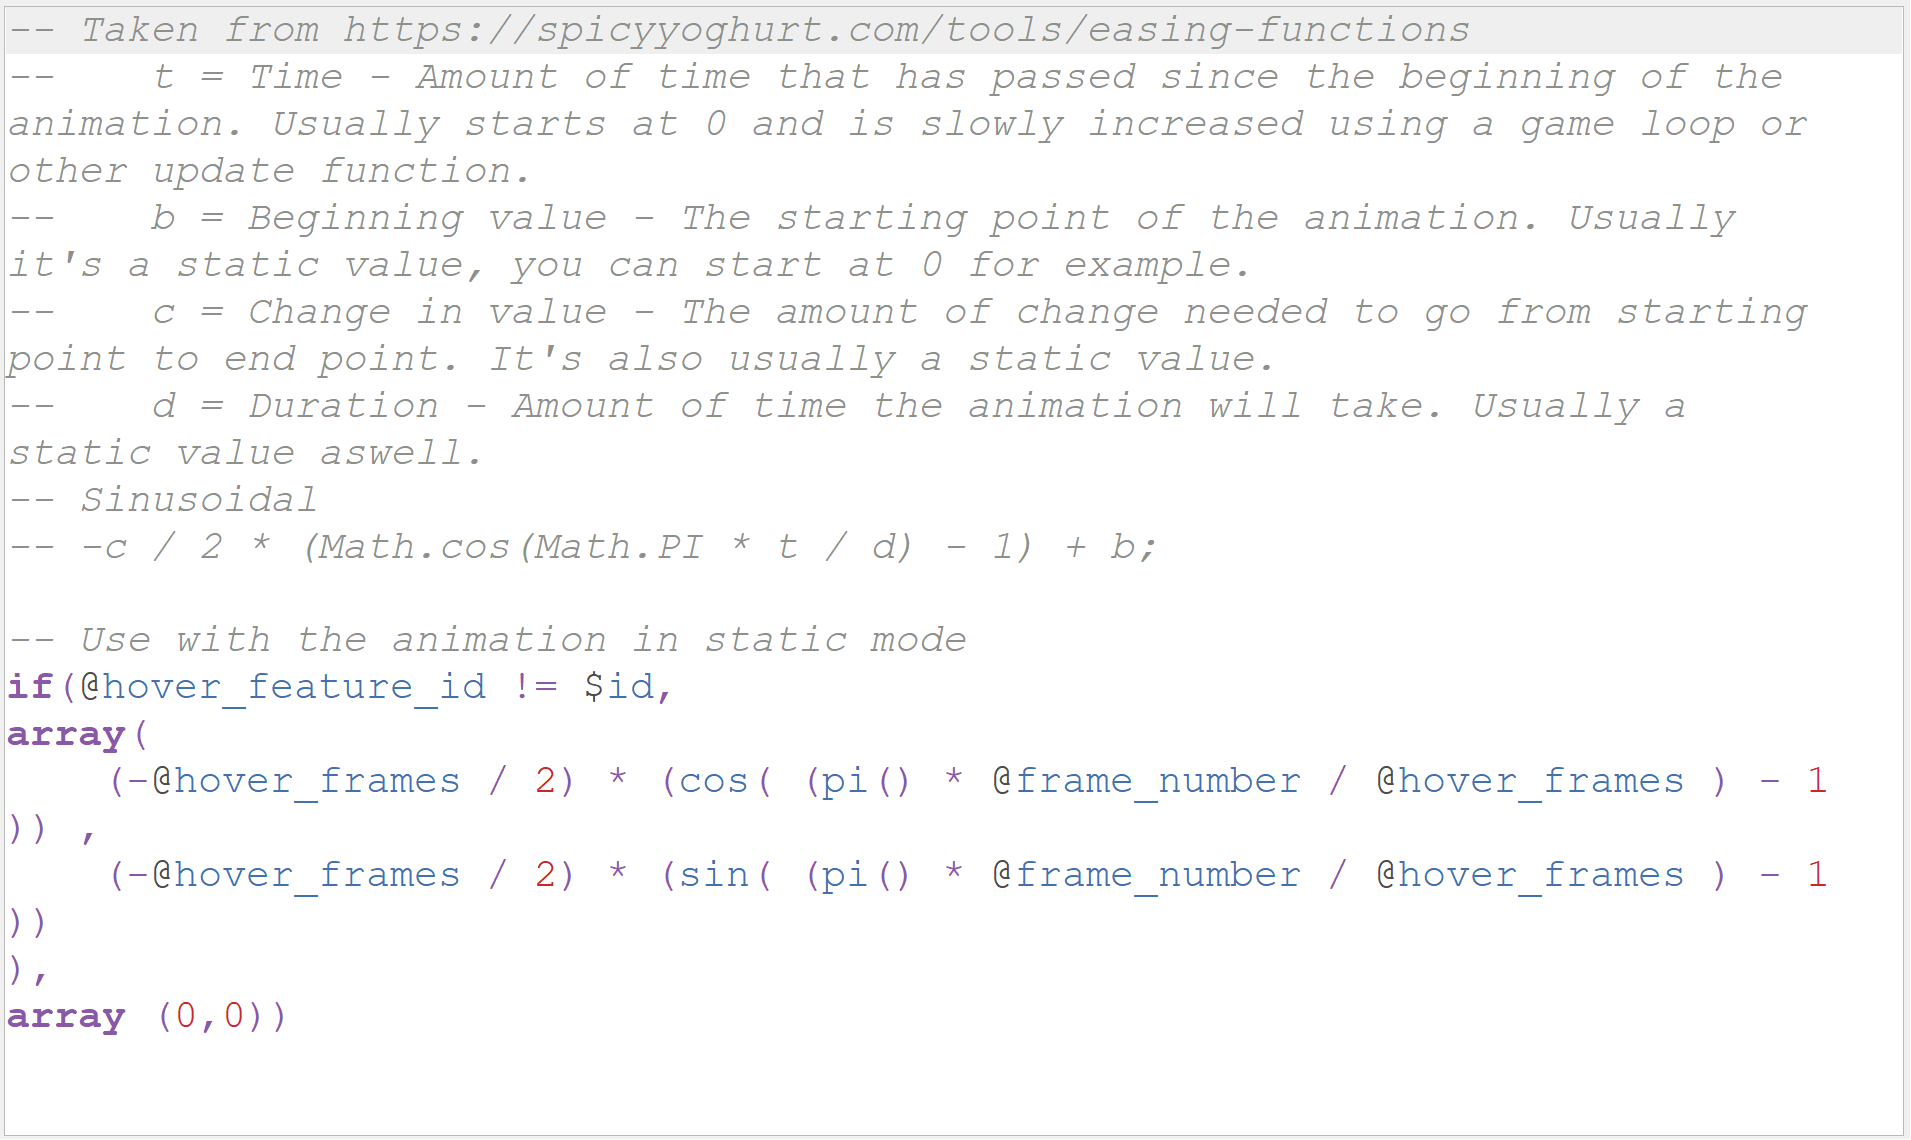 -- Taken from https://spicyyoghurt.com/tools/easing-functions
--    t = Time - Amount of time that has passed since the beginning of the
animation. Usually starts at 0 and is slowly increased using a game loop or
other update function.
--    b = Beginning value - The starting point of the animation. Usually
it's a static value, you can start at 0 for example.
--    c = Change in value - The amount of change needed to go from starting
point to end point. It's also usually a static value.
--    d = Duration - Amount of time the animation will take. Usually a
static value aswell.
-- Sinusoidal
-- -c / 2 * (Math.cos(Math.PI * t / d) - 1) + b;

-- Use with the animation in static mode
if(@hover_feature_id != $id,
array(
    (-@hover_frames / 2) * (cos( (pi() * @frame_number / @hover_frames ) - 1
)) ,
    (-@hover_frames / 2) * (sin( (pi() * @frame_number / @hover_frames ) - 1
))
),
array (0,0))